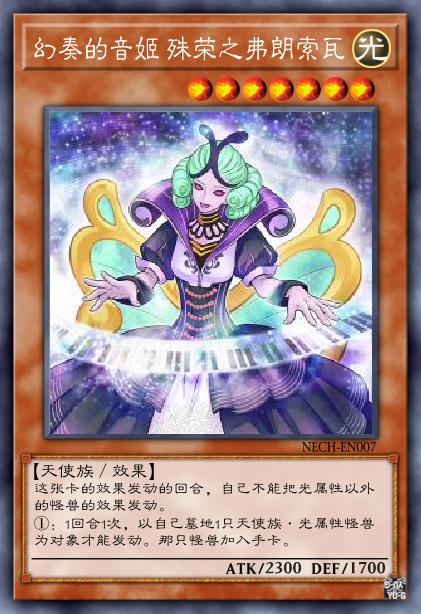 幻奏的音姬 殊荣之弗朗索瓦
光
NECH-EN007
【天使族 / 效果】
这张卡的效果发动的回合，自己不能把光属性以外
的怪兽的效果发动。
①：1回合1次，以自己墓地1只天使族·光属性怪兽
为对象才能发动。那只怪兽加入手卡。
ATK/2300 DEF/1700